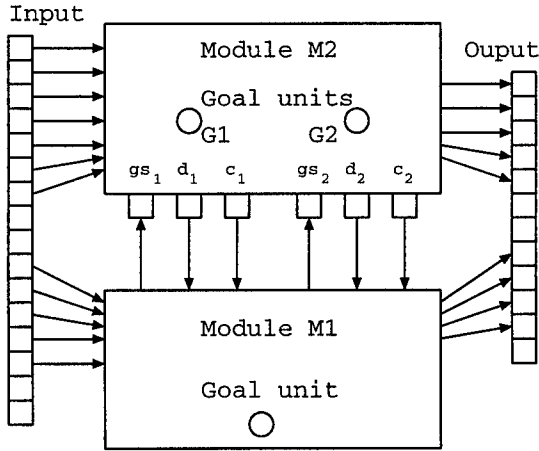 Input
Module M2
Ouput
Goal units
G1 G2
gs1 d1 c1 gs2 d2 c2
Module M1
Goal unit